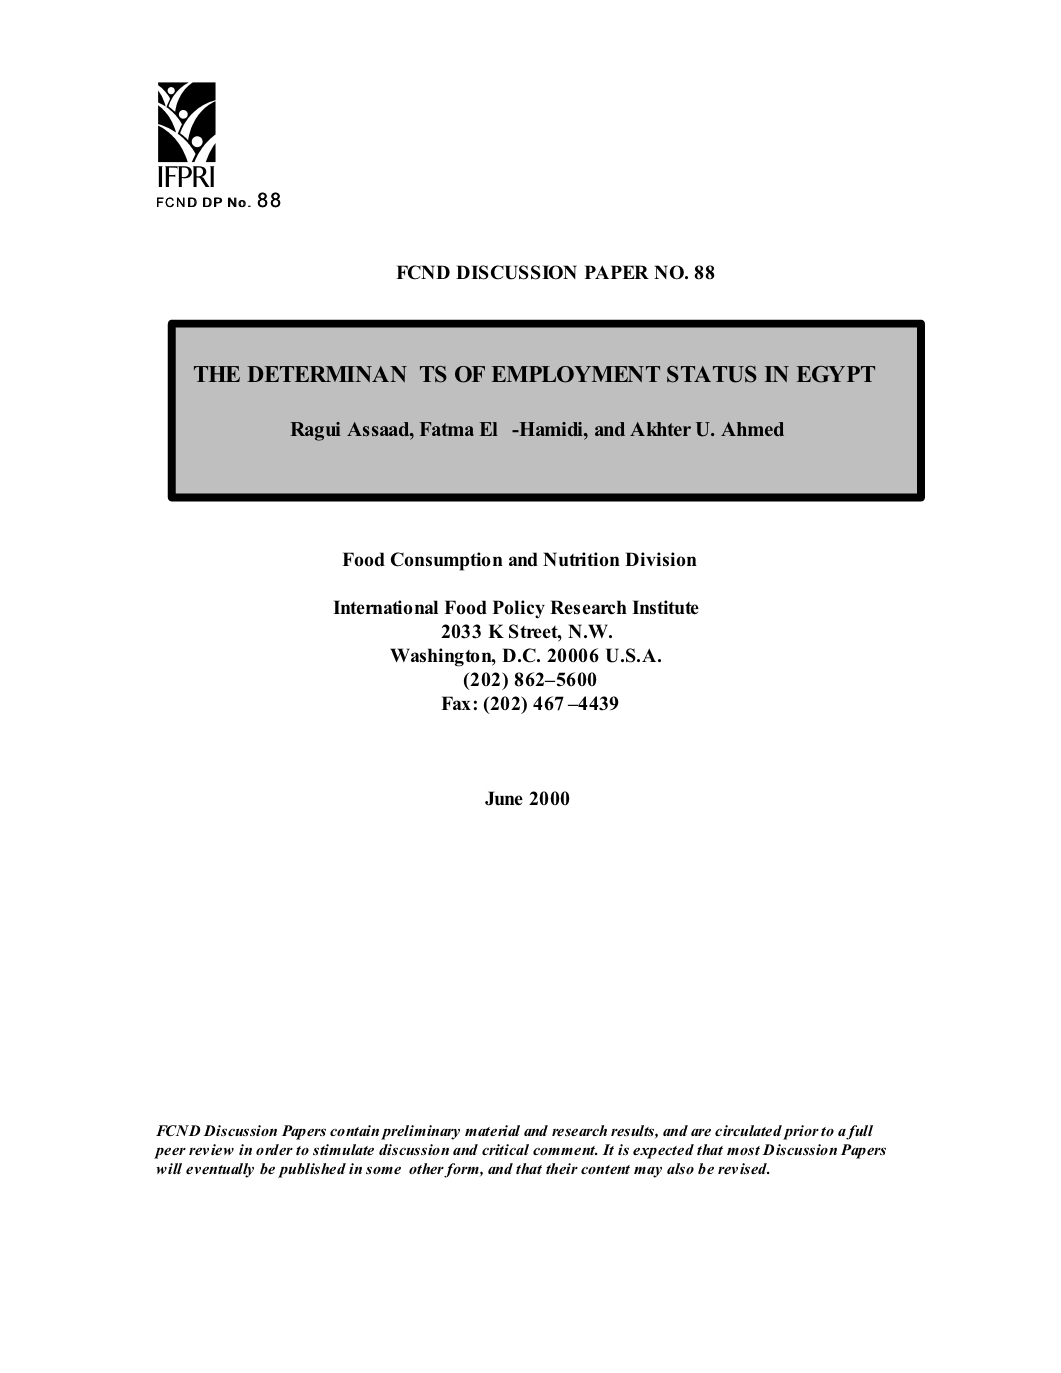 IFPRI
FCND DP No. 88
FCND DISCUSSION PAPER NO. 88
THE DETERMINAN TS OF EMPLOYMENT STATUS IN EGYPT
Ragui Assaad, Fatma El -Hamidi, and Akhter U. Ahmed
Food Consumption and Nutrition Division
International Food Policy Research Institute
2033 K Street, N.W.
Washington, D.C. 20006 U.S.A.
(202) 862–5600
Fax: (202) 467–4439
June 2000
FCND Discussion Papers contain preliminary material and research results, and are circulated prior to a full
peer review in order to stimulate discussion and critical comment. It is expected that most Discussion Papers
will eventually be published in some other form, and that their content may also be revised.